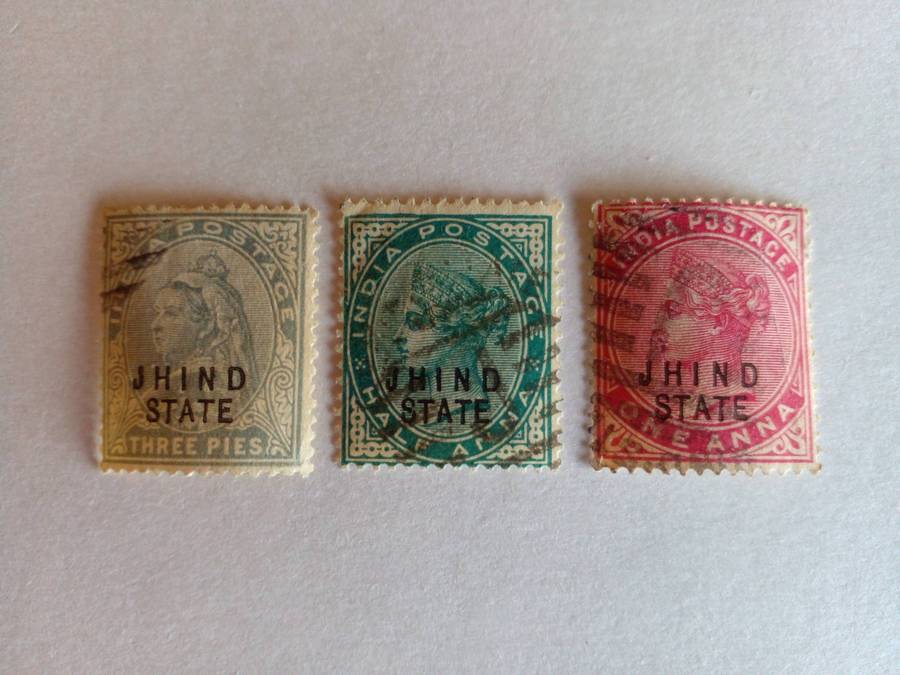 INDIA POSTAGE
JHIND
STATE
THREE PIES
INDIA POSTAGE
JHIND
STATE
HALF ANNA
INDIA POSTAGE
JHIND
STATE
ONE ANNA